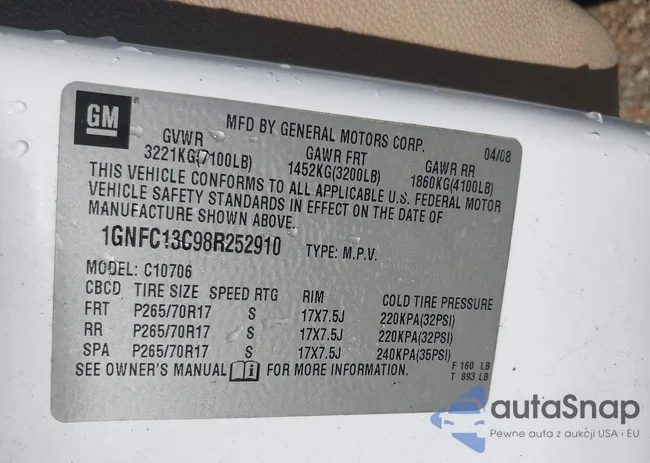 GM
®
MFD BY GENERAL MOTORS CORP. 04/08
GVWR GAWR FRT GAWR RR
3221KG(7100LB) 1452KG(3200LB) 1860KG(4100LB)
THIS VEHICLE CONFORMS TO ALL APPLICABLE U.S. FEDERAL MOTOR
VEHICLE SAFETY STANDARDS IN EFFECT ON THE DATE OF
MANUFACTURE SHOWN ABOVE.
1GNFC13C98R252910 TYPE: M.P.V.
MODEL: C10706
CBCD TIRE SIZE SPEED RTG RIM COLD TIRE PRESSURE
FRT P265/70R17 S 17X7.5J 220KPA(32PSI)
RR P265/70R17 S 17X7.5J 220KPA(32PSI)
SPA P265/70R17 S 17X7.5J 240KPA(35PSI)
SEE OWNER'S MANUAL i FOR MORE INFORMATION.
F 160 LB
T 893 LB
autaSnap
Pewne auta z aukcji USA i EU